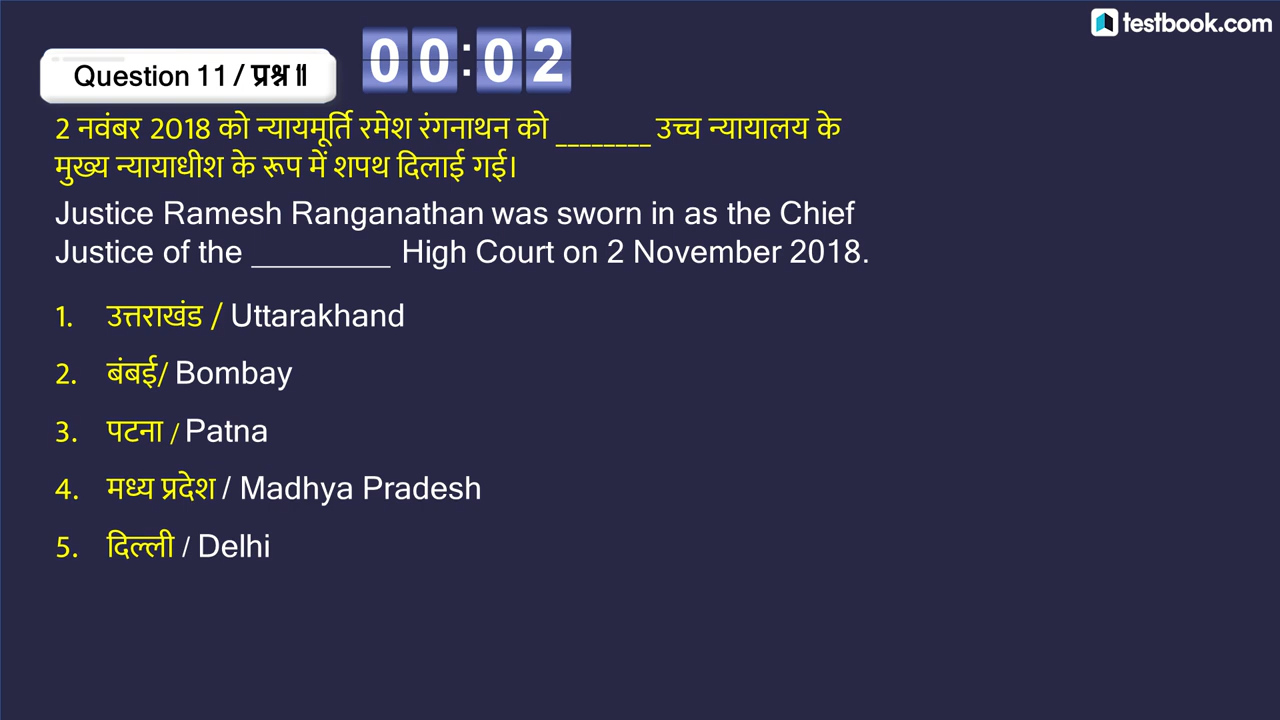 testbook.com
Question 11 / प्रश्न ॥
00:02
2 नवंबर 2018 को न्यायमूर्ति रमेश रंगनाथन को ________ उच्च न्यायालय के
मुख्य न्यायाधीश के रूप में शपथ दिलाई गई।
Justice Ramesh Ranganathan was sworn in as the Chief
Justice of the ________ High Court on 2 November 2018.
1. उत्तराखंड / Uttarakhand
2. बंबई/ Bombay
3. पटना / Patna
4. मध्य प्रदेश / Madhya Pradesh
5. दिल्ली / Delhi